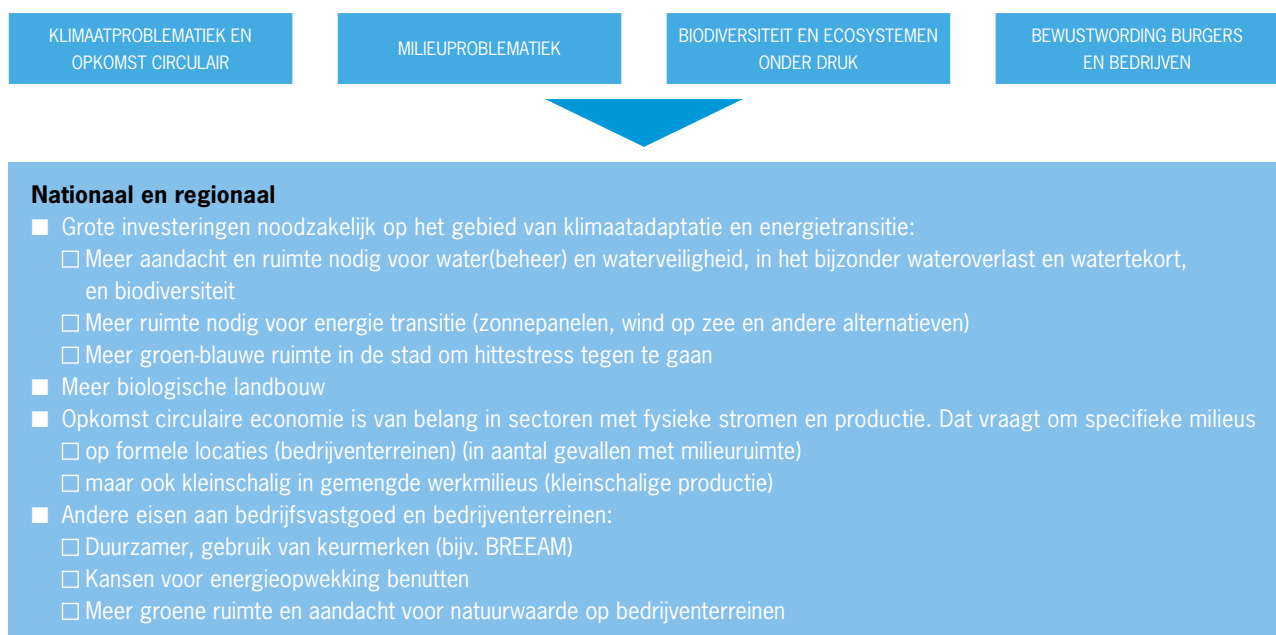 KLIMAATPROBLEMATIEK EN
OPKOMST CIRCULAIR
MILIEUPROBLEMATIEK
BIODIVERSITEIT EN ECOSYSTEMEN
ONDER DRUK
BEWUSTWORDING BURGERS
EN BEDRIJVEN
Nationaal en regionaal
■ Grote investeringen noodzakelijk op het gebied van klimaatadaptatie en energietransitie:
□ Meer aandacht en ruimte nodig voor water(beheer) en waterveiligheid, in het bijzonder wateroverlast en watertekort,
en biodiversiteit
□ Meer ruimte nodig voor energie transitie (zonnepanelen, wind op zee en andere alternatieven)
□ Meer groen-blauwe ruimte in de stad om hittestress tegen te gaan
■ Meer biologische landbouw
■ Opkomst circulaire economie is van belang in sectoren met fysieke stromen en productie. Dat vraagt om specifieke milieus
□ op formele locaties (bedrijventerreinen) (in aantal gevallen met milieuruimte)
□ maar ook kleinschalig in gemengde werkmilieus (kleinschalige productie)
■ Andere eisen aan bedrijfsvastgoed en bedrijventerreinen:
□ Duurzamer, gebruik van keurmerken (bijv. BREEAM)
□ Kansen voor energieopwekking benutten
□ Meer groene ruimte en aandacht voor natuurwaarde op bedrijventerreinen